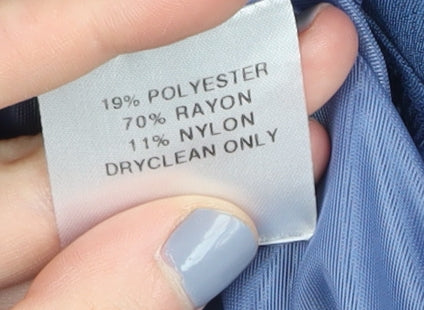 19% POLYESTER
70% RAYON
11% NYLON
DRYCLEAN ONLY